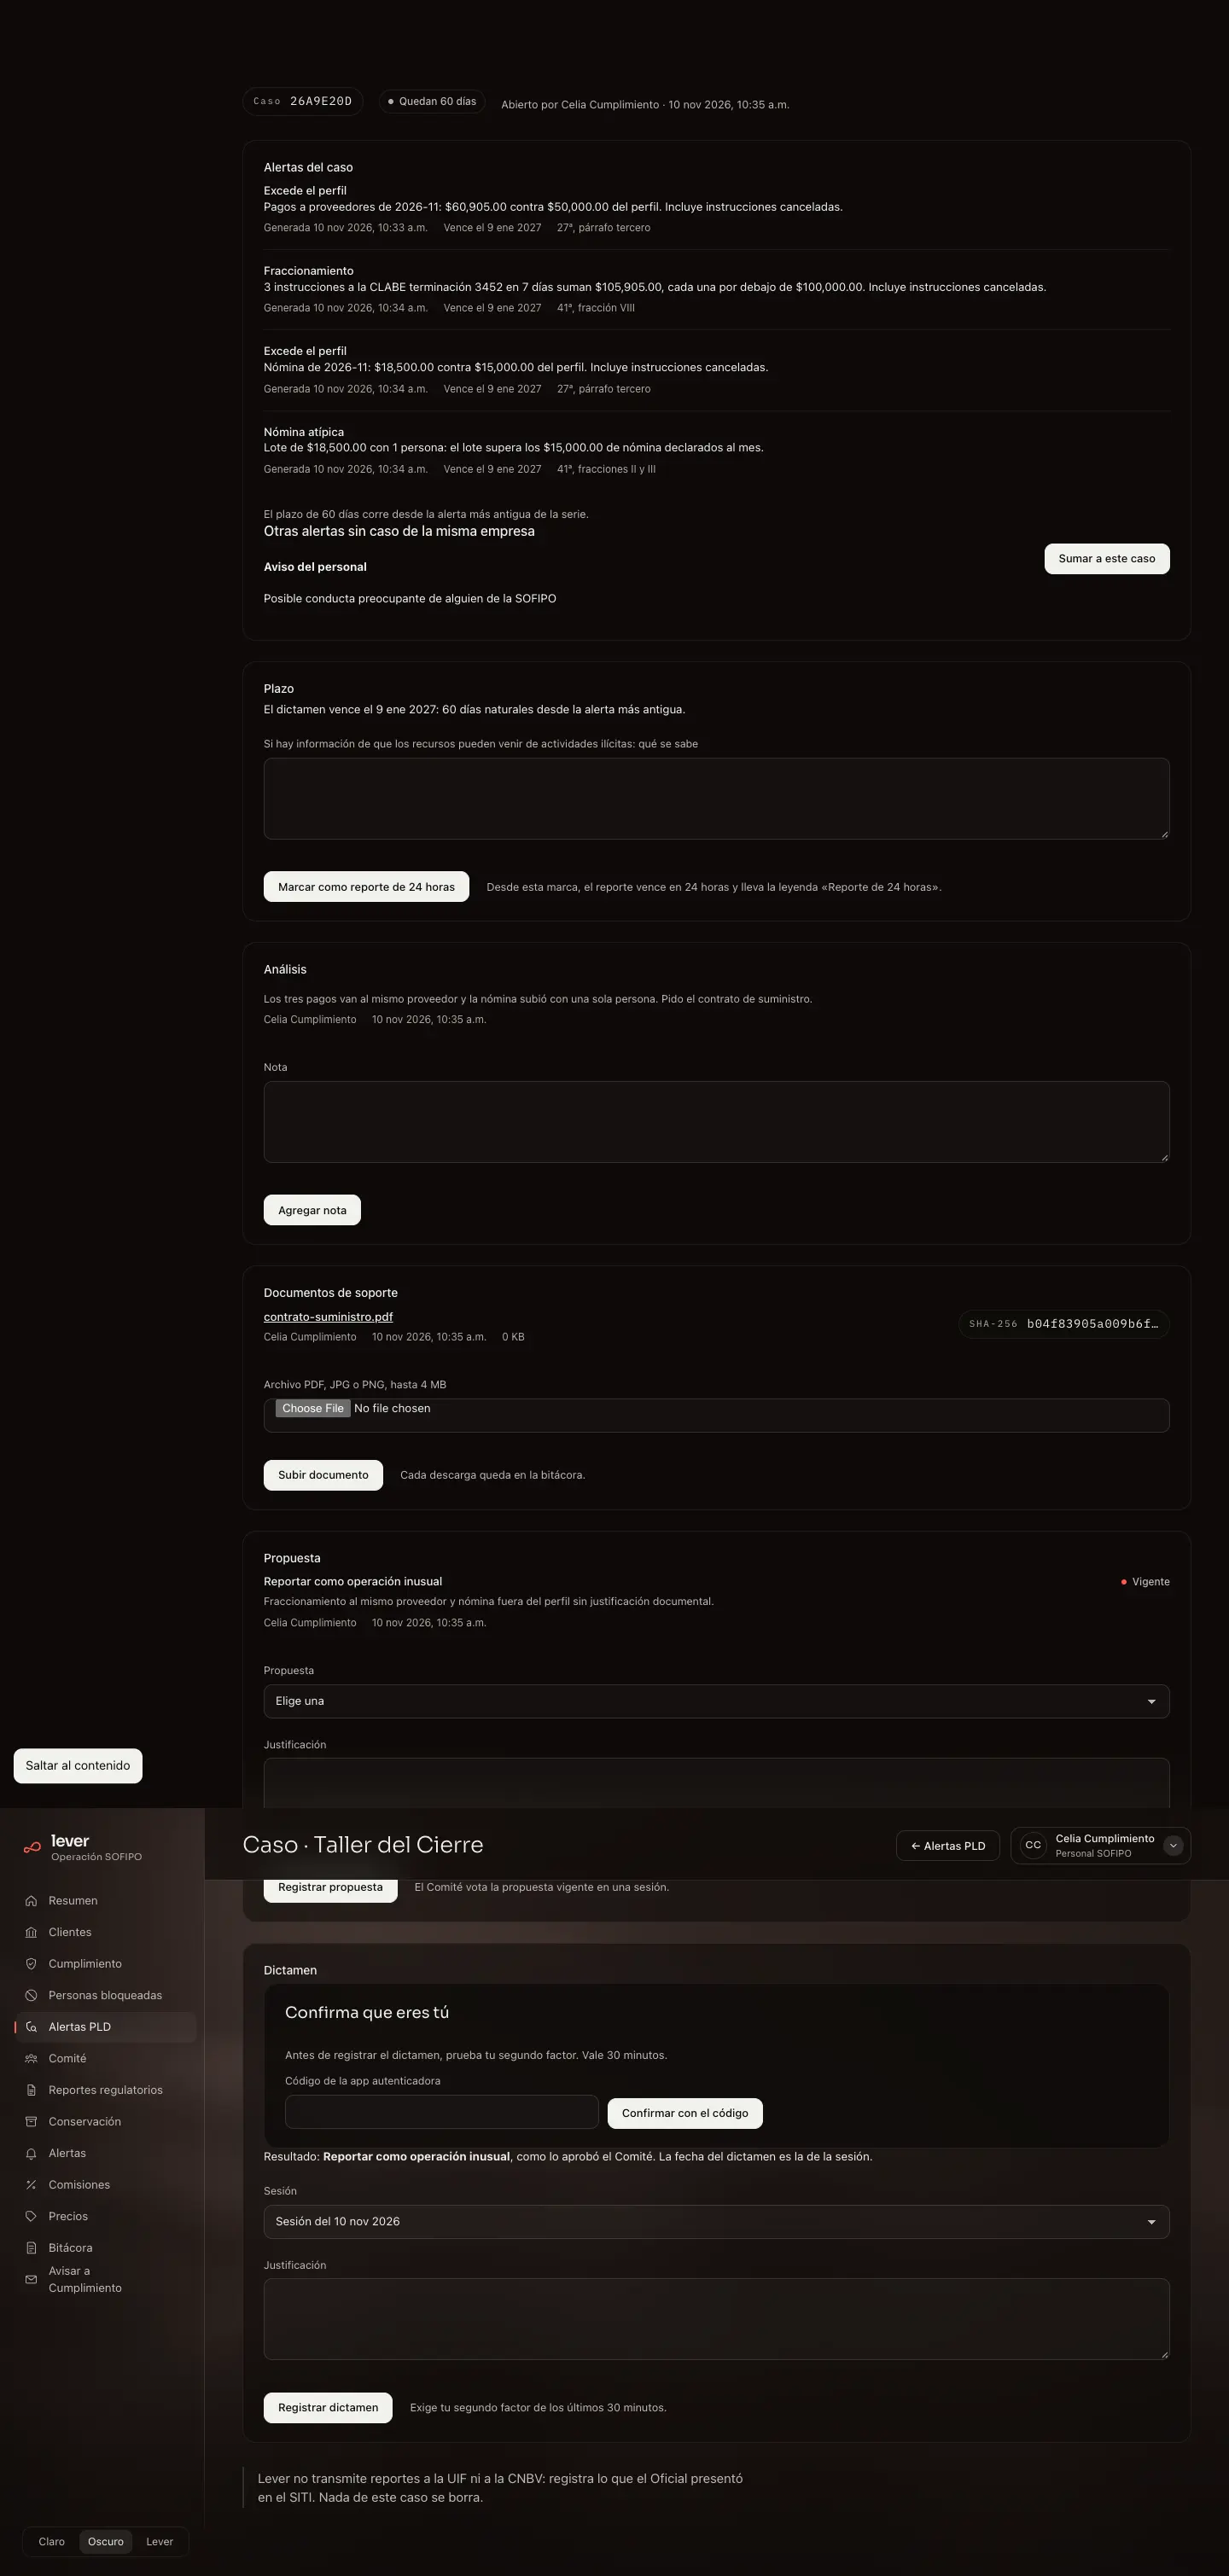 Caso 26A9E20D
Quedan 60 días
Abierto por Celia Cumplimiento · 10 nov 2026, 10:35 a.m.
Alertas del caso
Excede el perfil
Pagos a proveedores de 2026-11: $60,905.00 contra $50,000.00 del perfil. Incluye instrucciones canceladas.
Generada 10 nov 2026, 10:33 a.m. Vence el 9 ene 2027 27ª, párrafo tercero
Fraccionamiento
3 instrucciones a la CLABE terminación 3452 en 7 días suman $105,905.00, cada una por debajo de $100,000.00. Incluye instrucciones canceladas.
Generada 10 nov 2026, 10:34 a.m. Vence el 9 ene 2027 41ª, fracción VIII
Excede el perfil
Nómina de 2026-11: $18,500.00 contra $15,000.00 del perfil. Incluye instrucciones canceladas.
Generada 10 nov 2026, 10:34 a.m. Vence el 9 ene 2027 27ª, párrafo tercero
Nómina atípica
Lote de $18,500.00 con 1 persona: el lote supera los $15,000.00 de nómina declarados al mes.
Generada 10 nov 2026, 10:34 a.m. Vence el 9 ene 2027 41ª, fracciones II y III
El plazo de 60 días corre desde la alerta más antigua de la serie.
Otras alertas sin caso de la misma empresa
Aviso del personal
Sumar a este caso
Posible conducta preocupante de alguien de la SOFIPO
Plazo
El dictamen vence el 9 ene 2027: 60 días naturales desde la alerta más antigua.
Si hay información de que los recursos pueden venir de actividades ilícitas: qué se sabe
Marcar como reporte de 24 horas
Desde esta marca, el reporte vence en 24 horas y lleva la leyenda «Reporte de 24 horas».
Análisis
Los tres pagos van al mismo proveedor y la nómina subió con una sola persona. Pido el contrato de suministro.
Celia Cumplimiento 10 nov 2026, 10:35 a.m.
Nota
Agregar nota
Documentos de soporte
contrato-suministro.pdf
SHA-256 b04f83905a009b6f…
Celia Cumplimiento 10 nov 2026, 10:35 a.m. 0 KB
Archivo PDF, JPG o PNG, hasta 4 MB
Choose File No file chosen
Subir documento
Cada descarga queda en la bitácora.
Propuesta
Reportar como operación inusual
Vigente
Fraccionamiento al mismo proveedor y nómina fuera del perfil sin justificación documental.
Celia Cumplimiento 10 nov 2026, 10:35 a.m.
Propuesta
Elige una
Justificación
Saltar al contenido
lever
Operación SOFIPO
Caso · Taller del Cierre
← Alertas PLD
CC
Celia Cumplimiento
Personal SOFIPO
Registrar propuesta
El Comité vota la propuesta vigente en una sesión.
Resumen
Clientes
Cumplimiento
Personas bloqueadas
Alertas PLD
Comité
Reportes regulatorios
Conservación
Alertas
Comisiones
Precios
Bitácora
Avisar a
Cumplimiento
Dictamen
Confirma que eres tú
Antes de registrar el dictamen, prueba tu segundo factor. Vale 30 minutos.
Código de la app autenticadora
Confirmar con el código
Resultado: Reportar como operación inusual, como lo aprobó el Comité. La fecha del dictamen es la de la sesión.
Sesión
Sesión del 10 nov 2026
Justificación
Registrar dictamen
Exige tu segundo factor de los últimos 30 minutos.
Lever no transmite reportes a la UIF ni a la CNBV: registra lo que el Oficial presentó
en el SITI. Nada de este caso se borra.
Claro
Oscuro
Lever